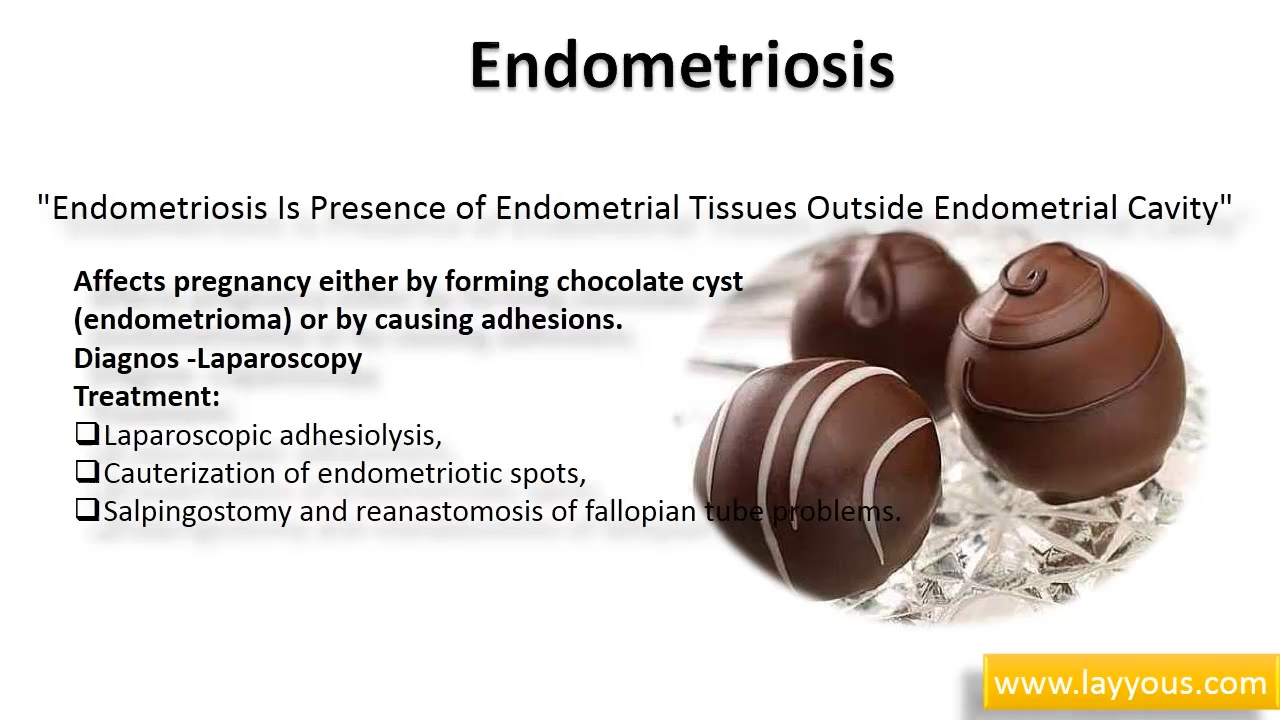 Endometriosis
"Endometriosis Is Presence of Endometrial Tissues Outside Endometrial Cavity"
Affects pregnancy either by forming chocolate cyst
(endometrioma) or by causing adhesions.
Diagnos -Laparoscopy
Treatment:
❑Laparoscopic adhesiolysis,
❑Cauterization of endometriotic spots,
❑Salpingostomy and reanastomosis of fallopian tube problems.
www.layyous.com